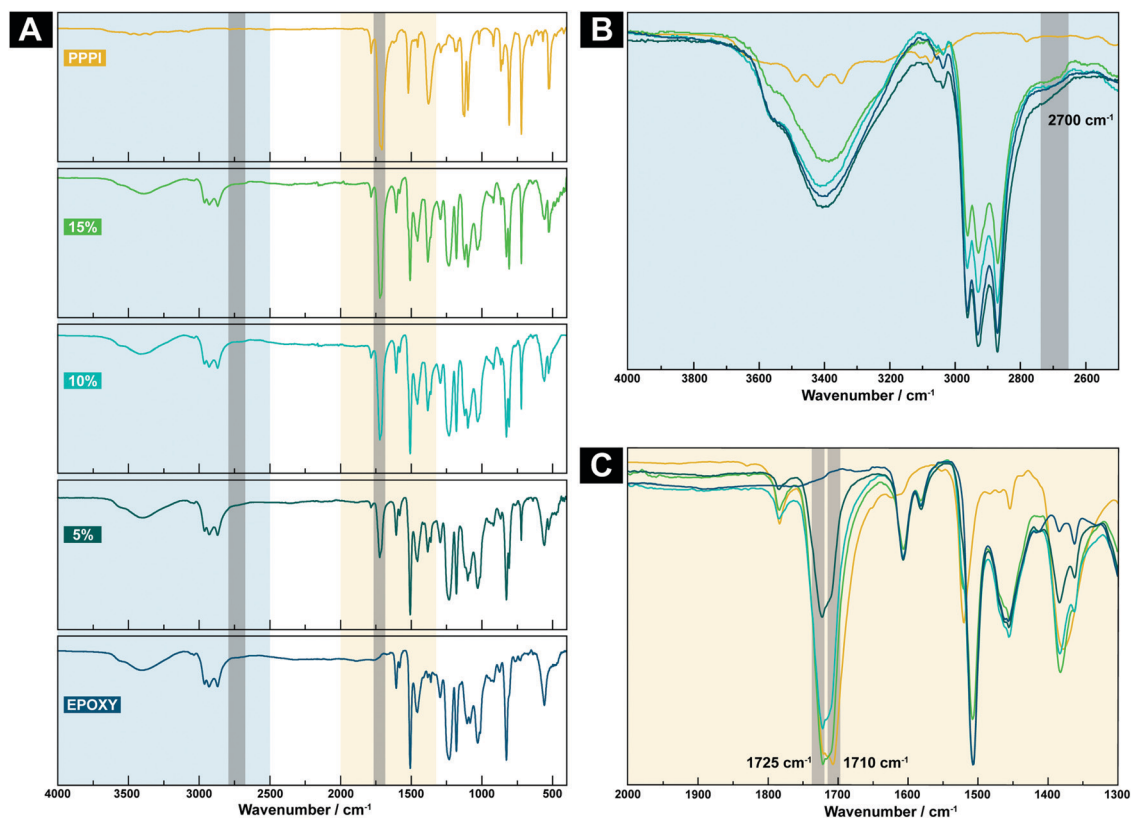 A
PPPI
15%
10%
5%
EPOXY
4000 3500 3000 2500 2000 1500 1000 500
Wavenumber / cm-1
B
2700 cm-1
4000 3800 3600 3400 3200 3000 2800 2600
Wavenumber / cm-1
C
1725 cm-1 1710 cm-1
2000 1900 1800 1700 1600 1500 1400 1300
Wavenumber / cm-1